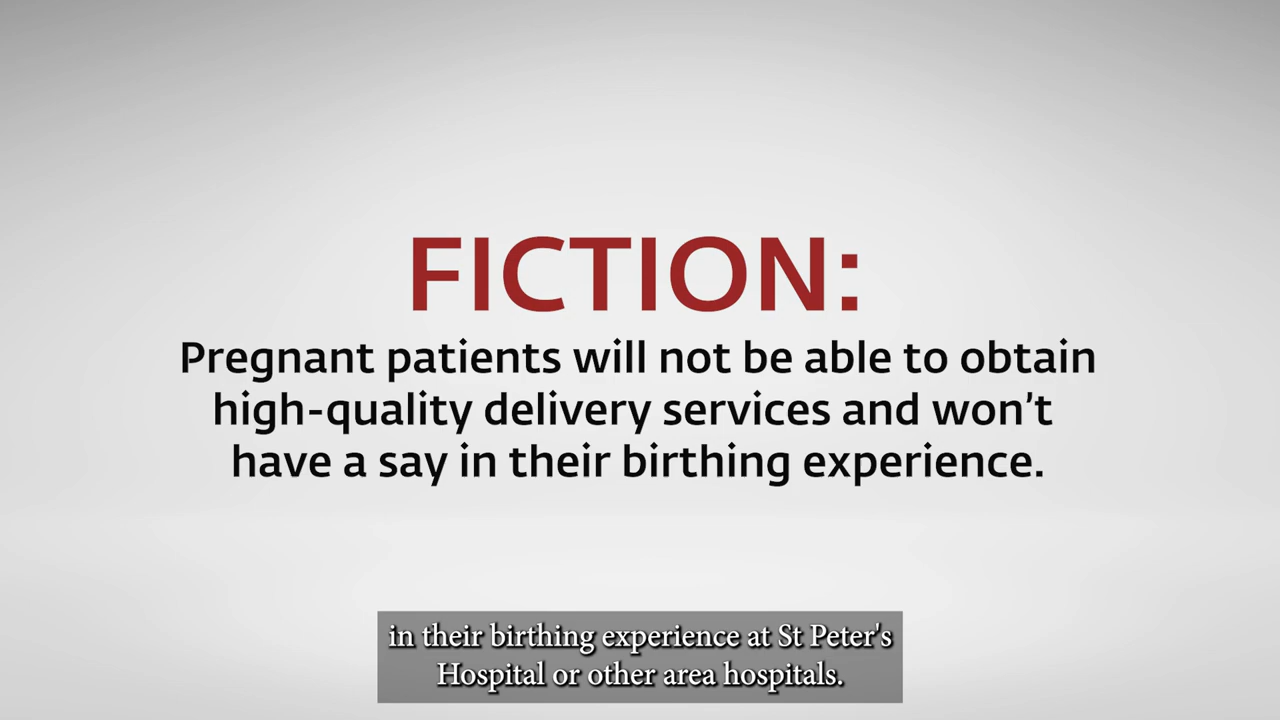 FICTION:
Pregnant patients will not be able to obtain
high-quality delivery services and won’t
have a say in their birthing experience.
in their birthing experience at St Peter's
Hospital or other area hospitals.